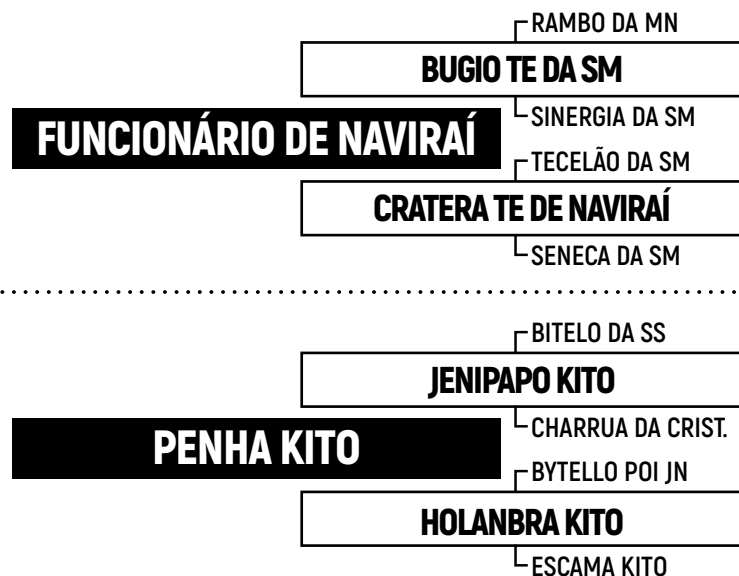 RAMBO DA MN
BUGIO TE DA SM
SINERGIA DA SM
FUNCIONÁRIO DE NAVIRAÍ
TECELÃO DA SM
CRATERA TE DE NAVIRAÍ
SENECA DA SM
BITELO DA SS
JENIPAPO KITO
CHARRUA DA CRIST.
PENHA KITO
BYTELLO POI JN
HOLANBRA KITO
ESCAMA KITO